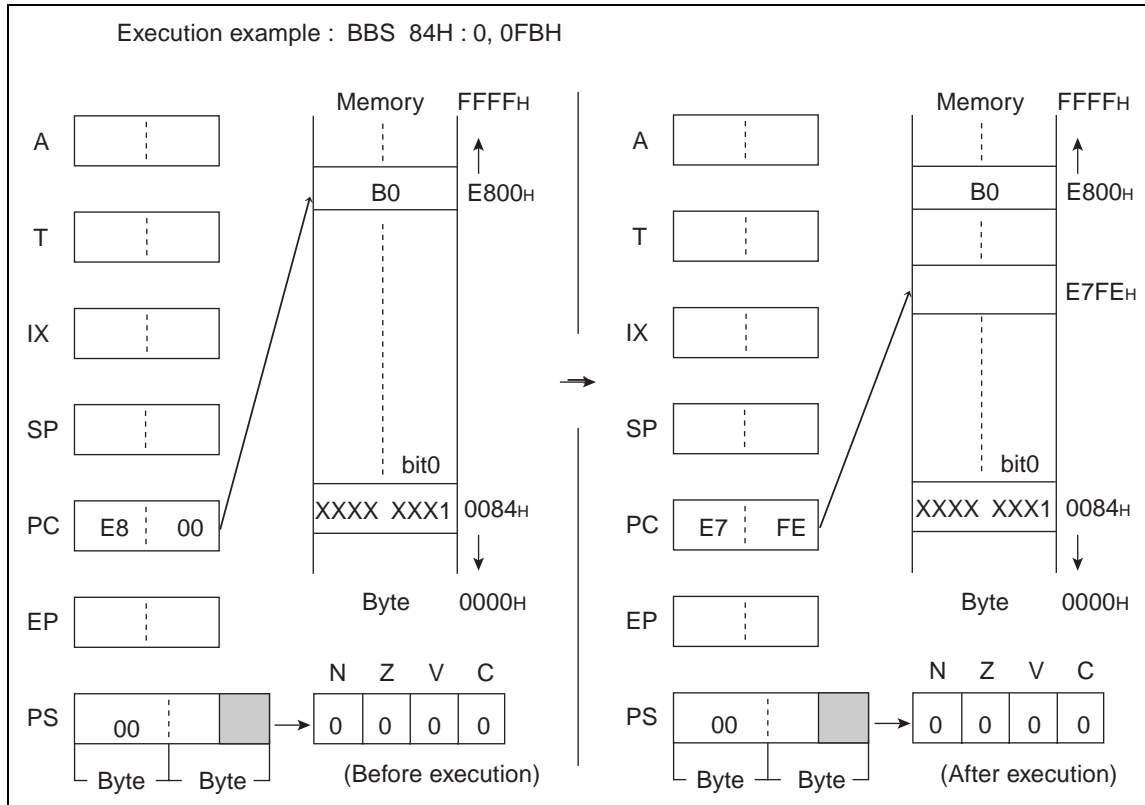 Execution example : BBS 84H : 0, 0FBH
Memory FFFFH
A
B0 E800H
T
IX
SP
bit0
PC E8 00 XXXX XXX1 0084H
Byte 0000H
EP
N Z V C
PS 00 0 0 0 0
Byte Byte (Before execution)
Memory FFFFH
A
B0 E800H
T
E7FEH
IX
SP
bit0
PC E7 FE XXXX XXX1 0084H
Byte 0000H
EP
N Z V C
PS 00 0 0 0 0
Byte Byte (After execution)